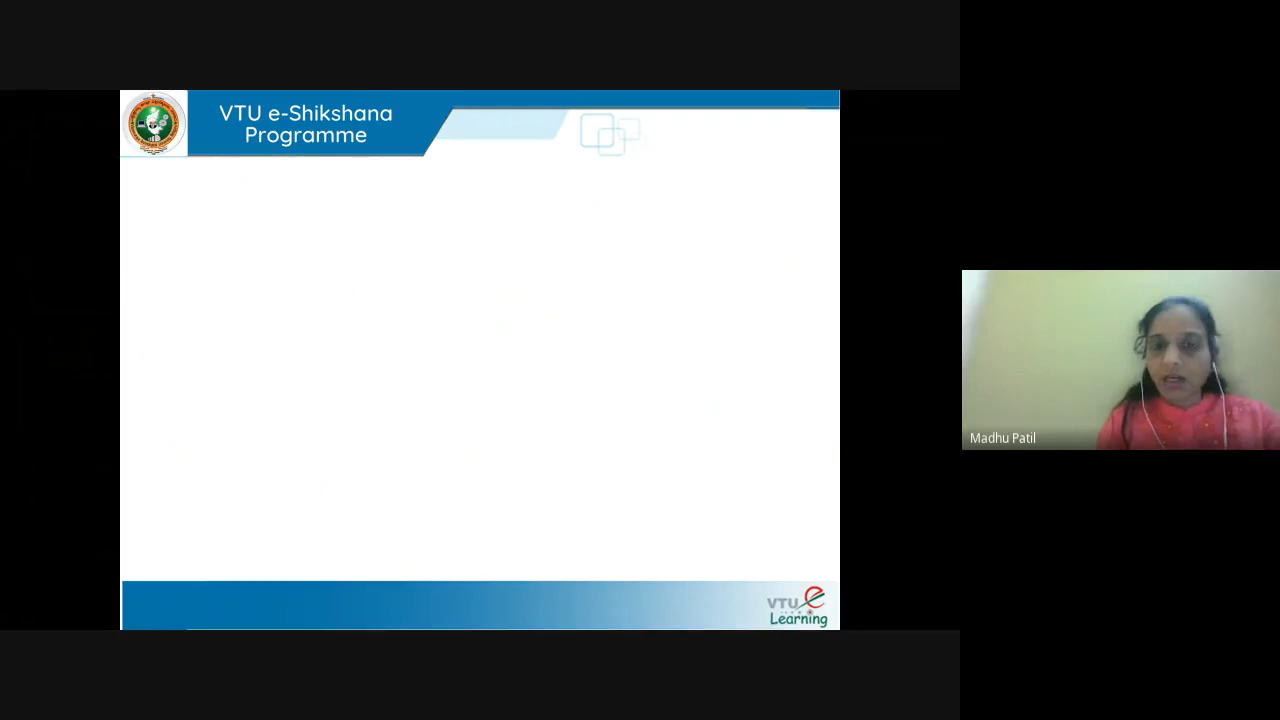 VTU e-Shikshana
Programme
Madhu Patil
VTU e
Learning